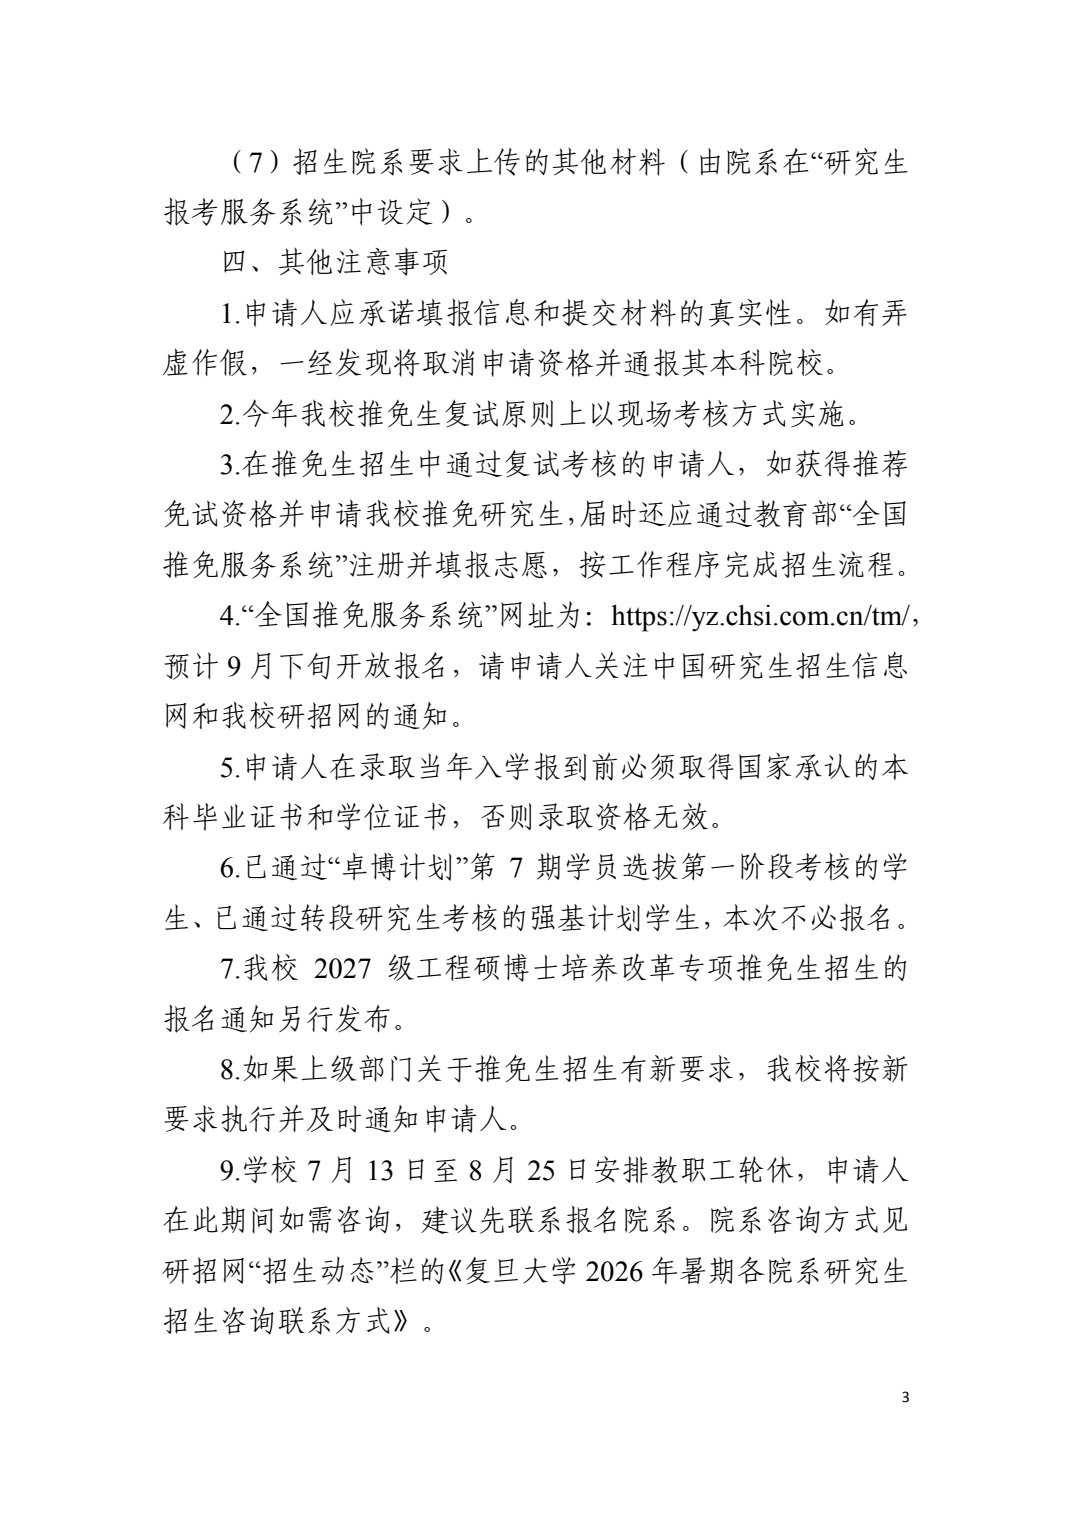 （7）招生院系要求上传的其他材料（由院系在“研究生
报考服务系统”中设定）。
四、其他注意事项
1.申请人应承诺填报信息和提交材料的真实性。如有弄
虚作假，一经发现将取消申请资格并通报其本科院校。
2.今年我校推免生复试原则上以现场考核方式实施。
3.在推免生招生中通过复试考核的申请人，如获得推荐
免试资格并申请我校推免研究生，届时还应通过教育部“全国
推免服务系统”注册并填报志愿，按工作程序完成招生流程。
4.“全国推免服务系统”网址为：https://yz.chsi.com.cn/tm/，
预计 9 月下旬开放报名，请申请人关注中国研究生招生信息
网和我校研招网的通知。
5.申请人在录取当年入学报到前必须取得国家承认的本
科毕业证书和学位证书，否则录取资格无效。
6.已通过“卓博计划”第 7 期学员选拔第一阶段考核的学
生、已通过转段研究生考核的强基计划学生，本次不必报名。
7.我校 2027 级工程硕博士培养改革专项推免生招生的
报名通知另行发布。
8.如果上级部门关于推免生招生有新要求，我校将按新
要求执行并及时通知申请人。
9.学校 7 月 13 日至 8 月 25 日安排教职工轮休，申请人
在此期间如需咨询，建议先联系报名院系。院系咨询方式见
研招网“招生动态”栏的《复旦大学 2026 年暑期各院系研究生
招生咨询联系方式》。
3